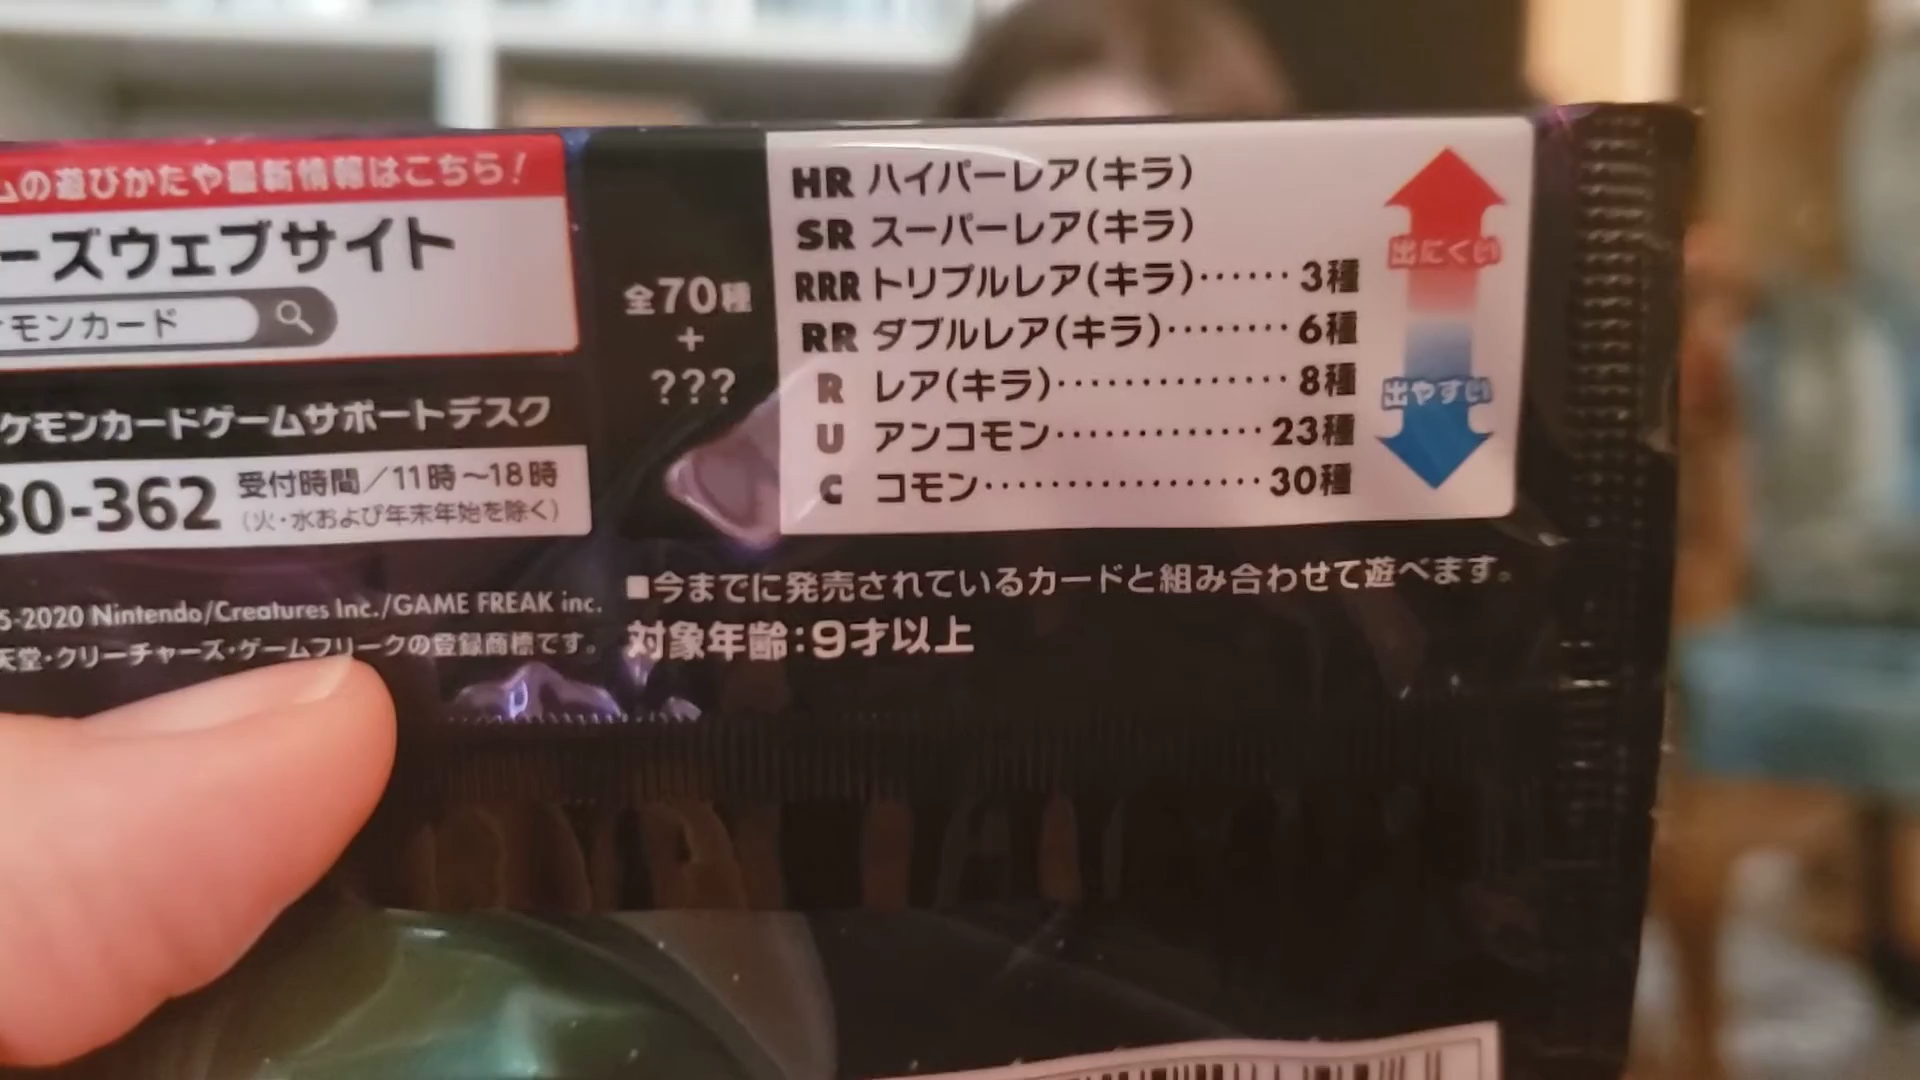 ムの遊びかたや最新情報はこちら！
ーズウェブサイト
モンカード
ケモンカードゲームサポートデスク
30-362
受付時間／11時～18時
（火・水および年末年始を除く）
5-2020 Nintendo/Creatures Inc./GAME FREAK inc.
天堂・クリーチャーズ・ゲームフリークの登録商標です。
全70種
+
???
HR ハイパーレア(キラ)
SR スーパーレア(キラ)
RRR トリプルレア(キラ)‥‥‥ 3種
RR ダブルレア(キラ)‥‥‥‥ 6種
R レア(キラ)‥‥‥‥‥‥‥ 8種
U アンコモン‥‥‥‥‥‥‥ 23種
C コモン‥‥‥‥‥‥‥‥‥ 30種
出にくい
出やすい
■今までに発売されているカードと組み合わせて遊べます。
対象年齢：9才以上